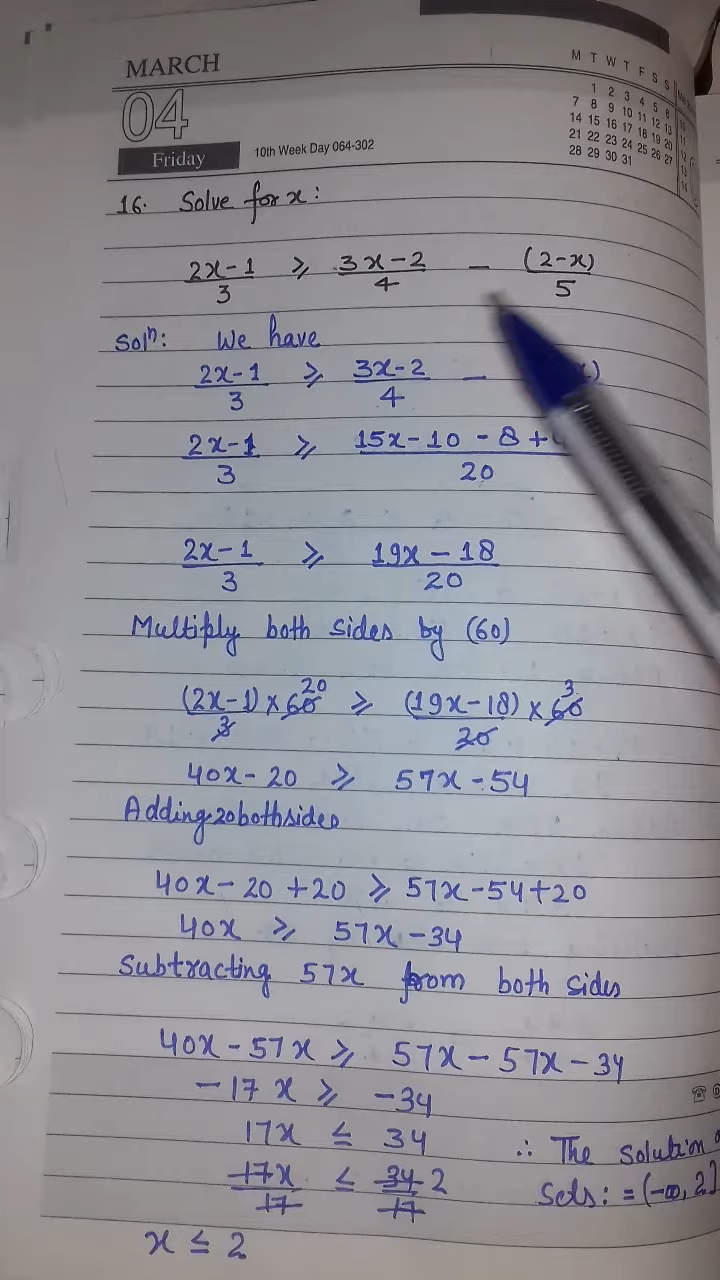 MARCH
04
Friday
10th Week Day 064-302
M T W T F S S
1 2 3 4 5 6
7 8 9 10 11 12 13
14 15 16 17 18 19 20
21 22 23 24 25 26 27
28 29 30 31
16. Solve for x:
(2x-1)/3 ≥ (3x-2)/4 - (2-x)/5
Solⁿ: We have
(2x-1)/3 ≥ (3x-2)/4 -
(2x-1)/3 ≥ (15x-10-8+)/20
(2x-1)/3 ≥ (19x-18)/20
Multiply both sides by (60)
(2x-1)/3 × 60 20 ≥ (19x-18)/20 × 60 3
40x-20 ≥ 57x-54
Adding 20 both sides
40x-20+20 ≥ 57x-54+20
40x ≥ 57x-34
Subtracting 57x from both sides
40x-57x ≥ 57x-57x-34
-17x ≥ -34
17x ≤ 34
17x/17 ≤ 34/17 2
x ≤ 2
∴ The solution
Sets: = (-∞, 2]